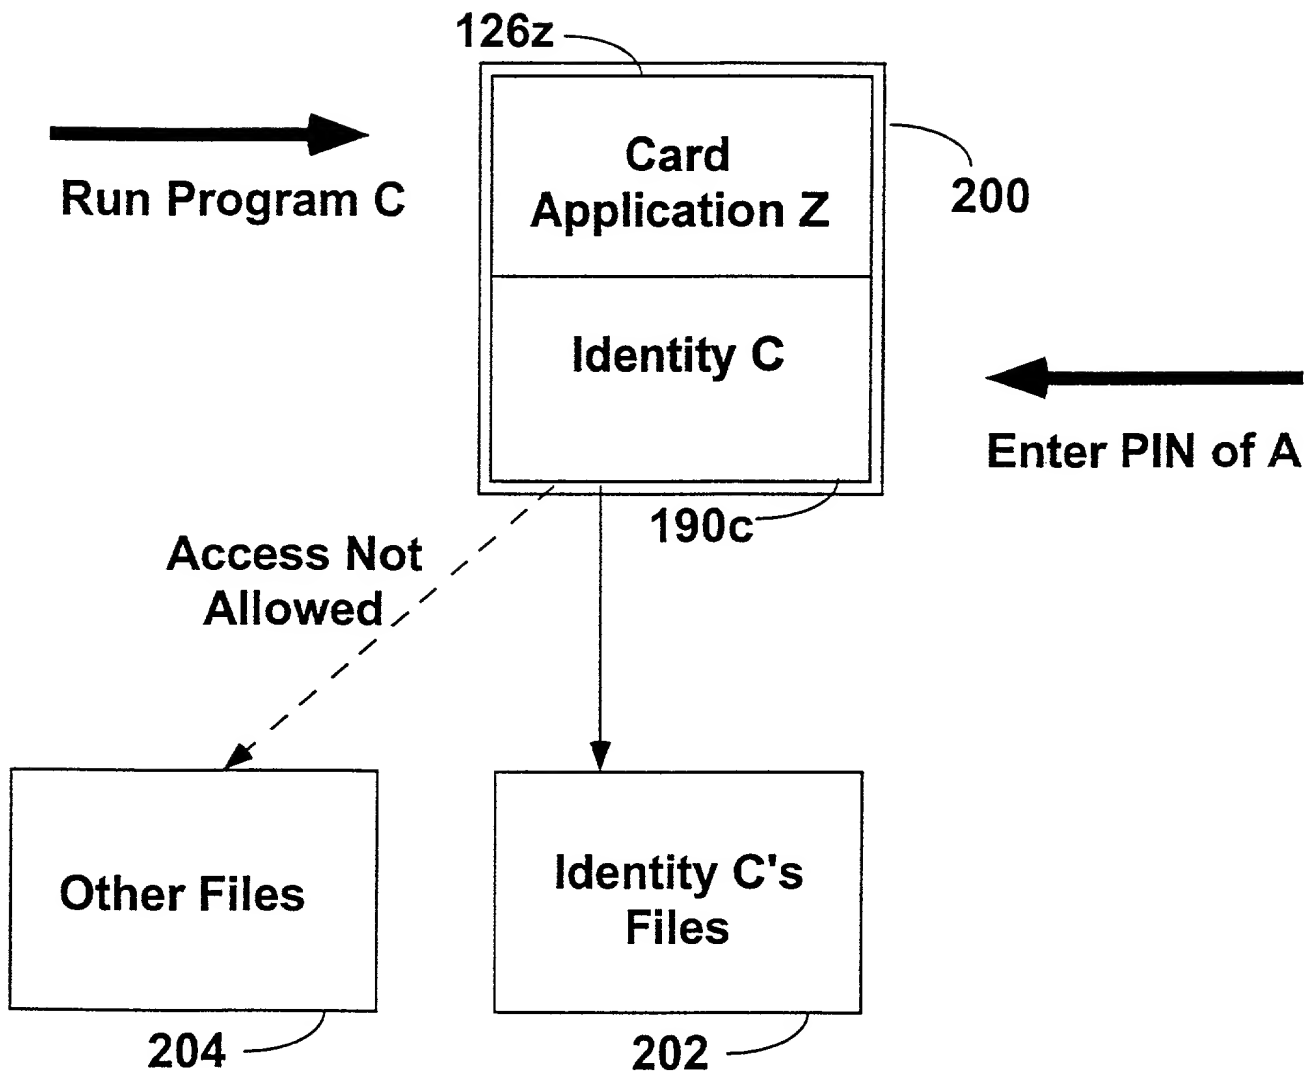 126z
Card
Application Z
Run Program C
200
Identity C
Enter PIN of A
190c
Access Not
Allowed
Other Files
Identity C's
Files
204
202